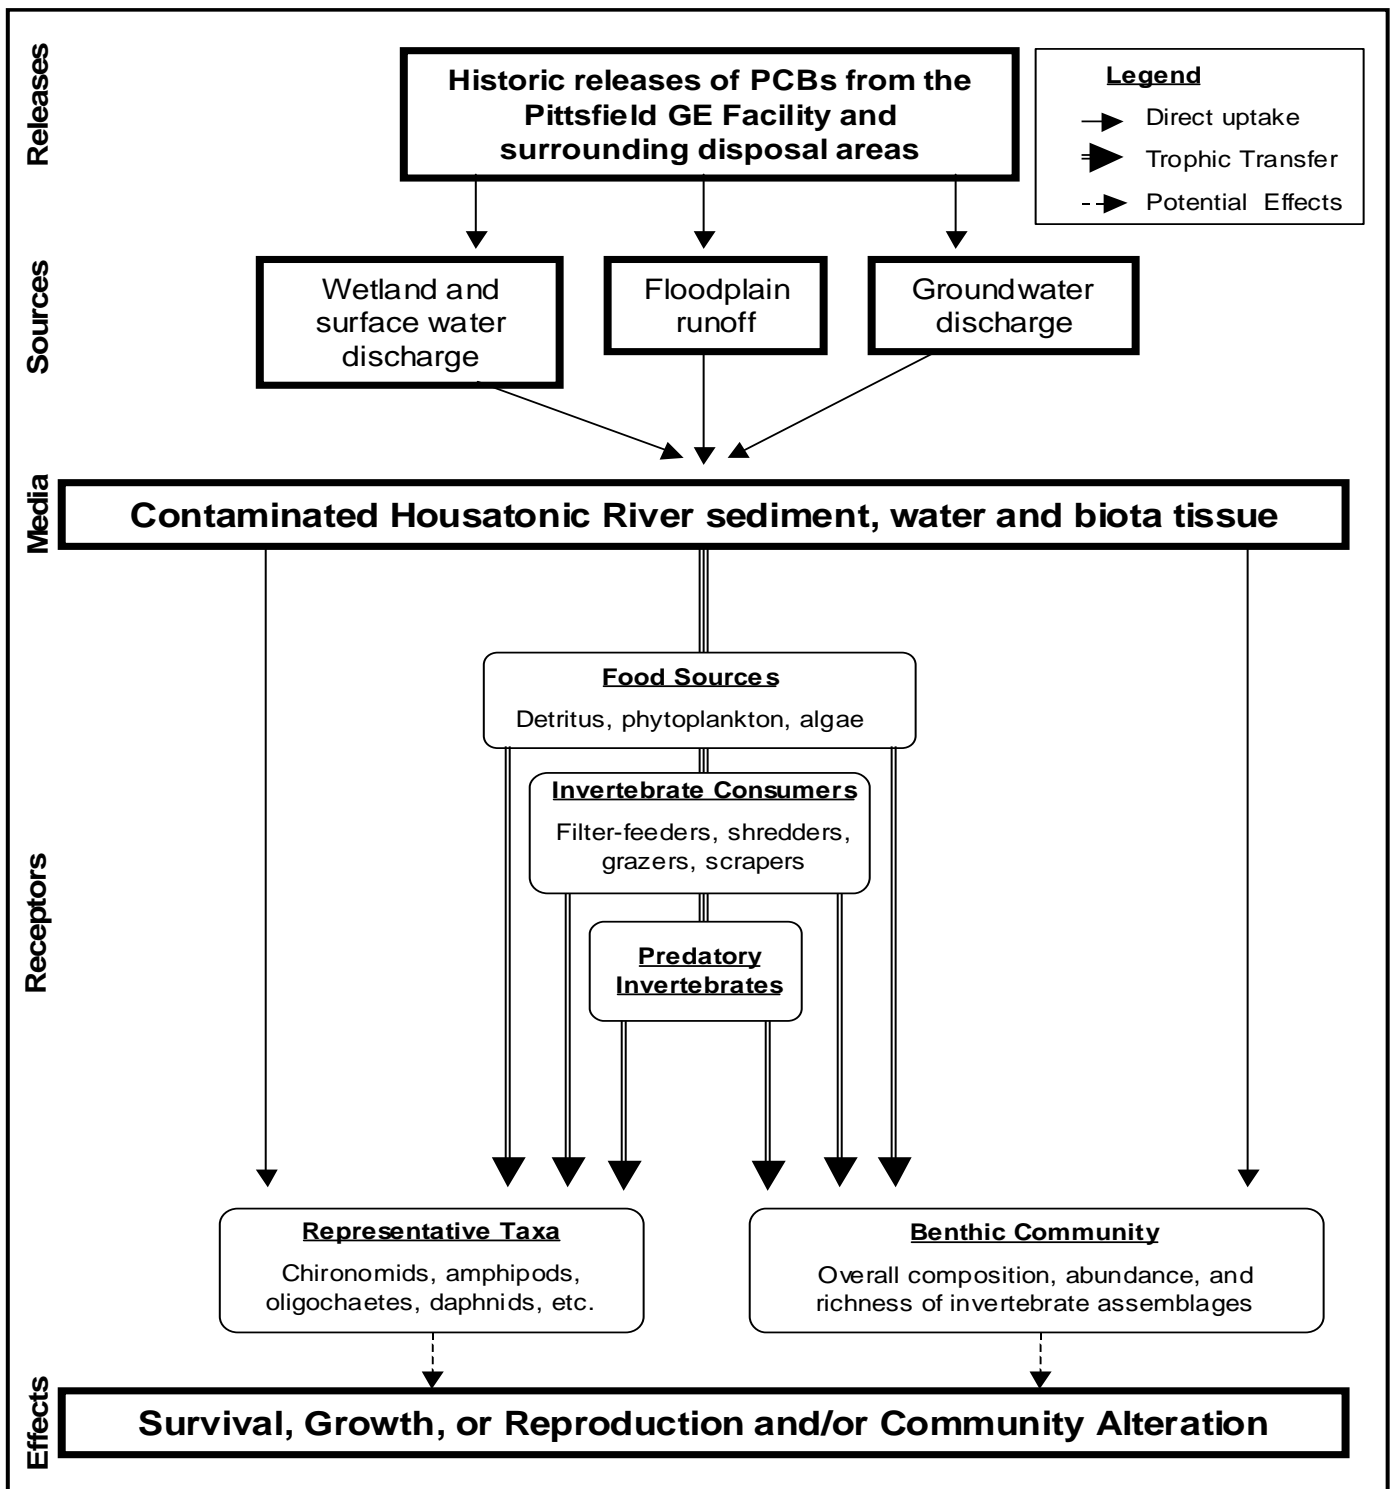 Releases
Historic releases of PCBs from the
Pittsfield GE Facility and
surrounding disposal areas
Legend
Direct uptake
Trophic Transfer
Potential Effects
Sources
Wetland and
surface water
discharge
Floodplain
runoff
Groundwater
discharge
Media
Contaminated Housatonic River sediment, water and biota tissue
Receptors
Food Sources
Detritus, phytoplankton, algae
Invertebrate Consumers
Filter-feeders, shredders,
grazers, scrapers
Predatory
Invertebrates
Representative Taxa
Chironomids, amphipods,
oligochaetes, daphnids, etc.
Benthic Community
Overall composition, abundance, and
richness of invertebrate assemblages
Effects
Survival, Growth, or Reproduction and/or Community Alteration